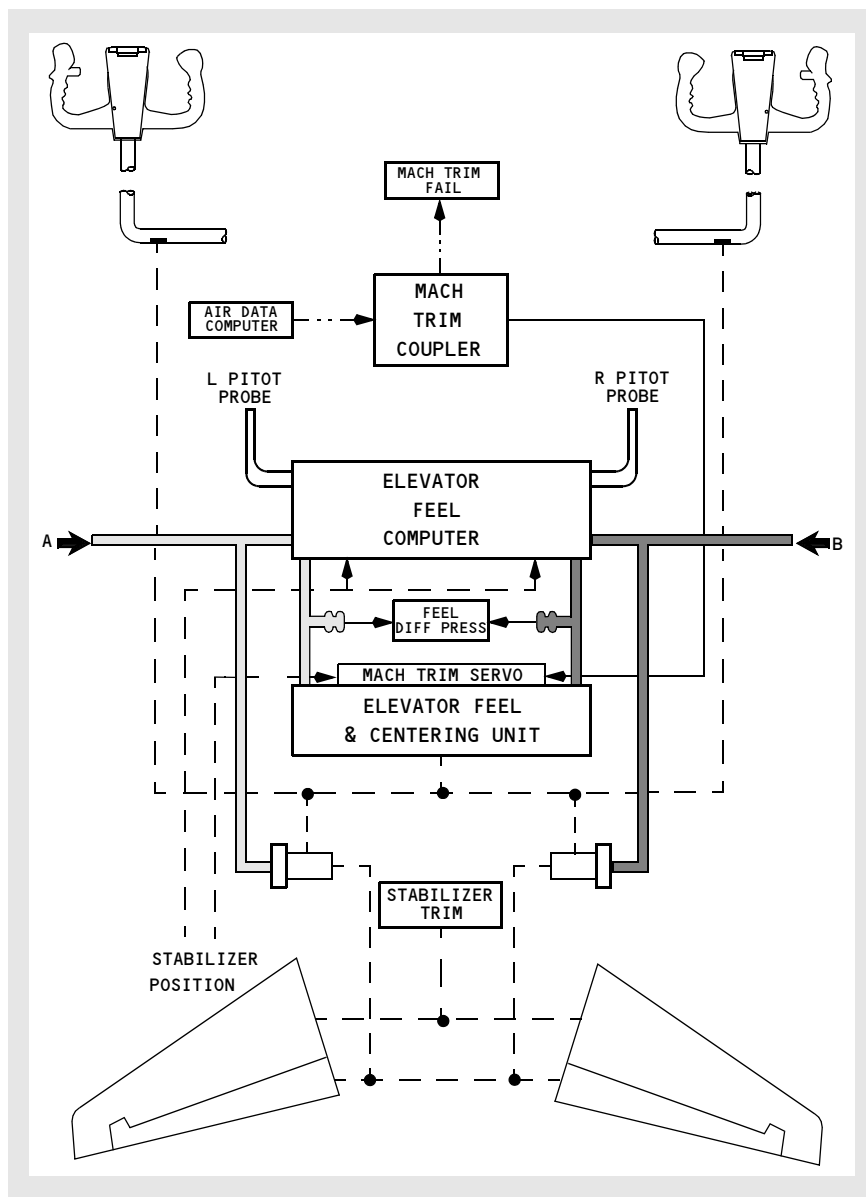 MACH TRIM
FAIL
MACH
TRIM
COUPLER
AIR DATA
COMPUTER
L PITOT
PROBE
R PITOT
PROBE
ELEVATOR
FEEL
COMPUTER
A
B
FEEL
DIFF PRESS
MACH TRIM SERVO
ELEVATOR FEEL
& CENTERING UNIT
STABILIZER
TRIM
STABILIZER
POSITION